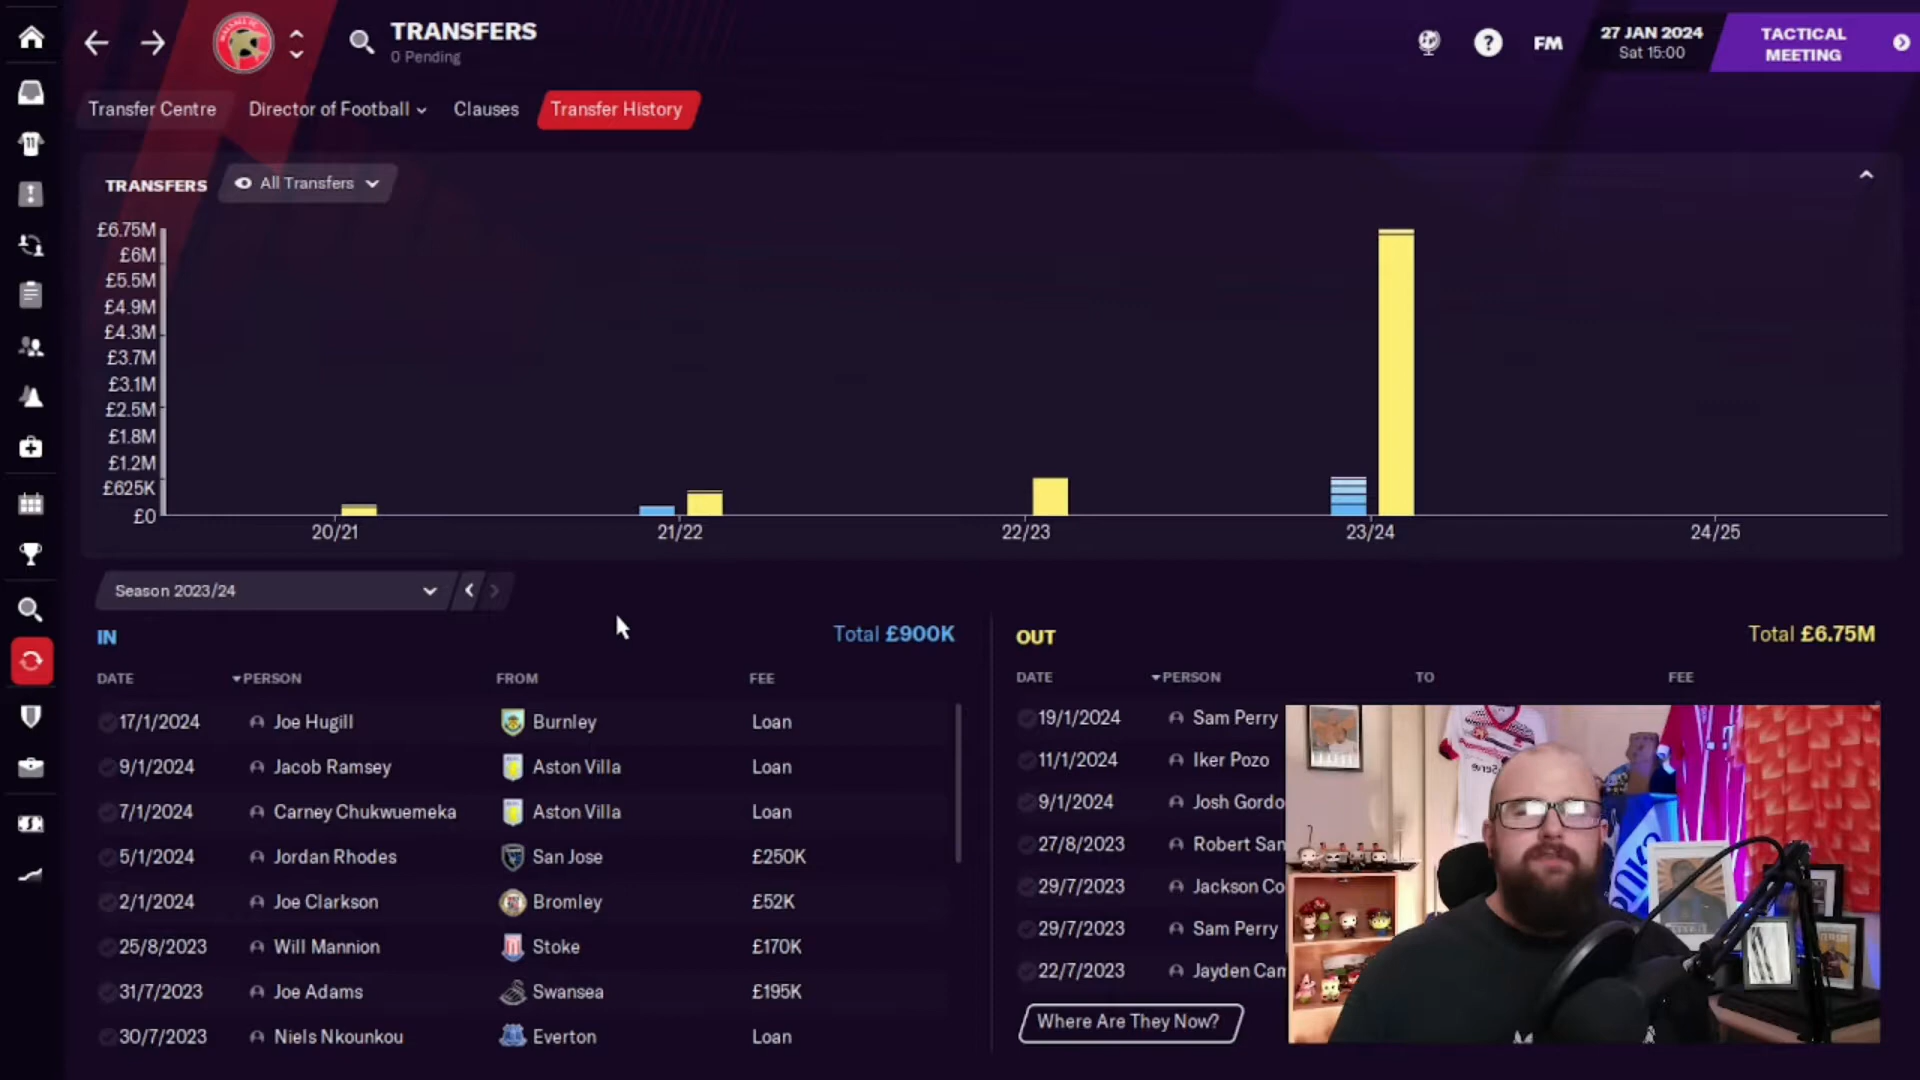 TRANSFERS
0 Pending
FM
27 JAN 2024
Sat 15:00
TACTICAL
MEETING
Transfer Centre
Director of Football
Clauses
Transfer History
TRANSFERS
All Transfers
£6.75M
£6M
£5.5M
£4.9M
£4.3M
£3.7M
£3.1M
£2.5M
£1.8M
£1.2M
£625K
£0
20/21
21/22
22/23
23/24
24/25
Season 2023/24
IN
Total £900K
DATE PERSON FROM FEE
17/1/2024 Joe Hugill Burnley Loan
9/1/2024 Jacob Ramsey Aston Villa Loan
7/1/2024 Carney Chukwuemeka Aston Villa Loan
5/1/2024 Jordan Rhodes San Jose £250K
2/1/2024 Joe Clarkson Bromley £52K
25/8/2023 Will Mannion Stoke £170K
31/7/2023 Joe Adams Swansea £195K
30/7/2023 Niels Nkounkou Everton Loan
OUT
Total £6.75M
DATE PERSON TO FEE
19/1/2024 Sam Perry
11/1/2024 Iker Pozo
9/1/2024 Josh Gordo
27/8/2023 Robert San
29/7/2023 Jackson Co
29/7/2023 Sam Perry
22/7/2023 Jayden Cam
Where Are They Now?